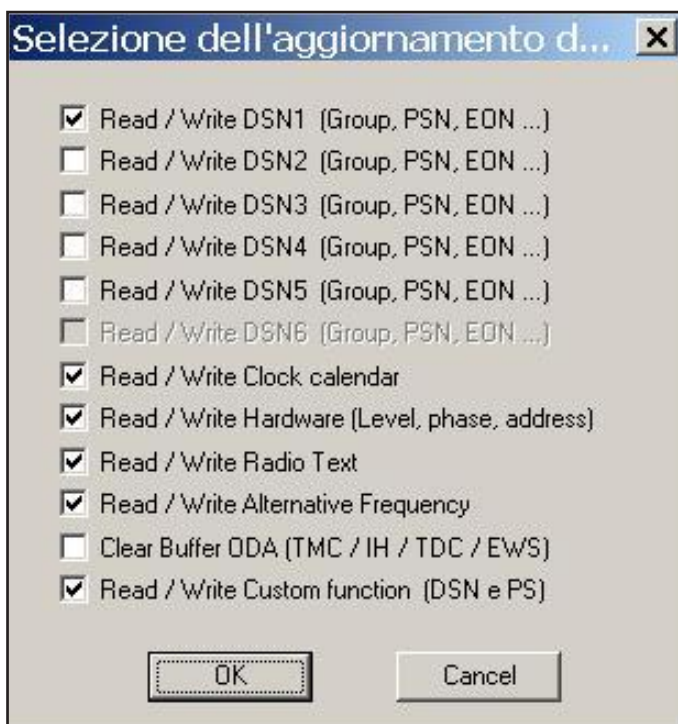 Selezione dell'aggiornamento d...
Read / Write DSN1 (Group, PSN, EON ...)
Read / Write DSN2 (Group, PSN, EON ...)
Read / Write DSN3 (Group, PSN, EON ...)
Read / Write DSN4 (Group, PSN, EON ...)
Read / Write DSN5 (Group, PSN, EON ...)
Read / Write DSN6 (Group, PSN, EON ...)
Read / Write Clock calendar
Read / Write Hardware (Level, phase, address)
Read / Write Radio Text
Read / Write Alternative Frequency
Clear Buffer ODA (TMC / IH / TDC / EWS)
Read / Write Custom function (DSN e PS)
OK Cancel